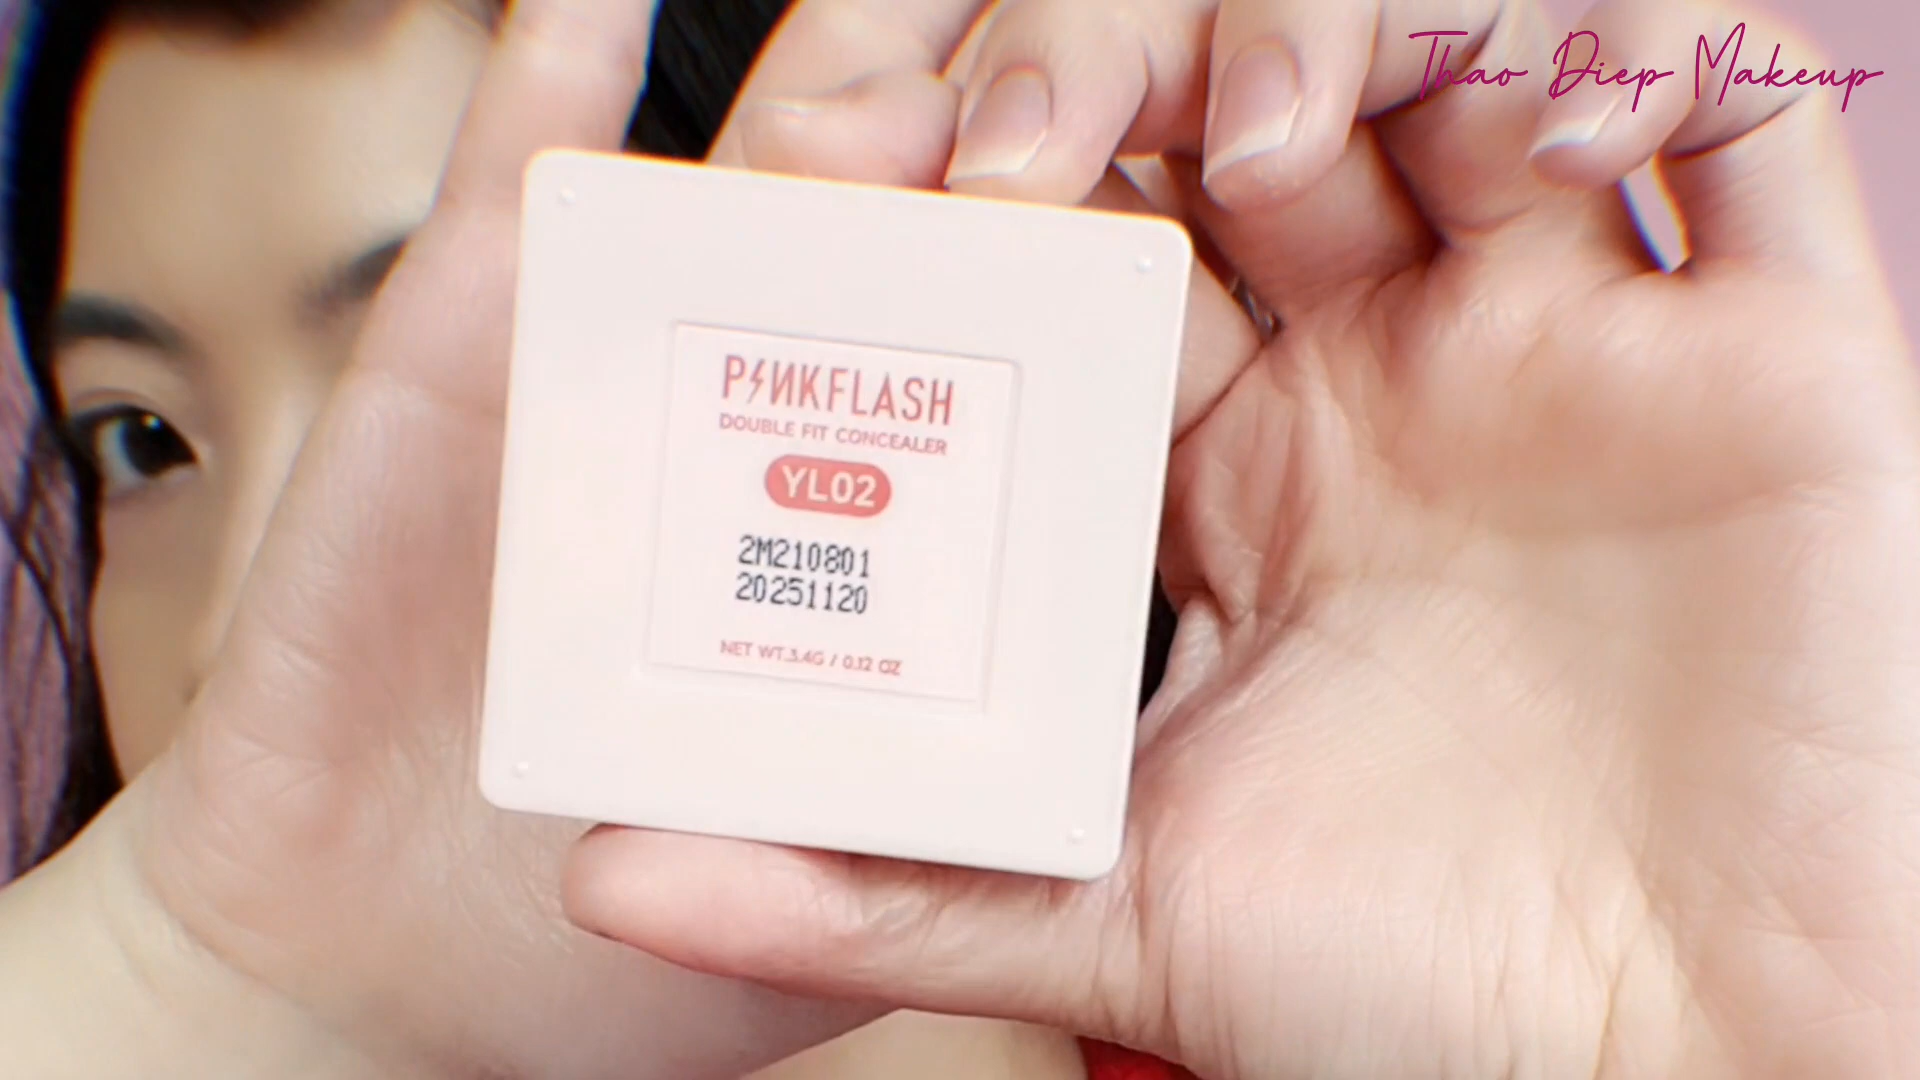 Thao Diep Makeup
PINKFLASH
DOUBLE FIT CONCEALER
YL02
2M210801
20251120
NET WT.3.4G / 0.12 OZ